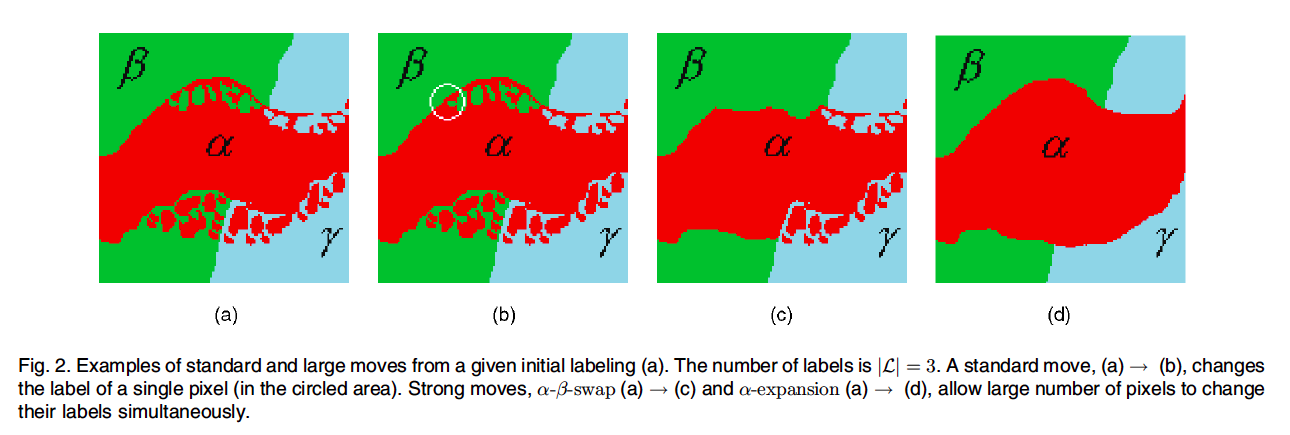 β β β β
α α α α
γ γ γ γ
(a) (b) (c) (d)
Fig. 2. Examples of standard and large moves from a given initial labeling (a). The number of labels is |ℒ| = 3. A standard move, (a) → (b), changes
the label of a single pixel (in the circled area). Strong moves, α-β-swap (a) → (c) and α-expansion (a) → (d), allow large number of pixels to change
their labels simultaneously.